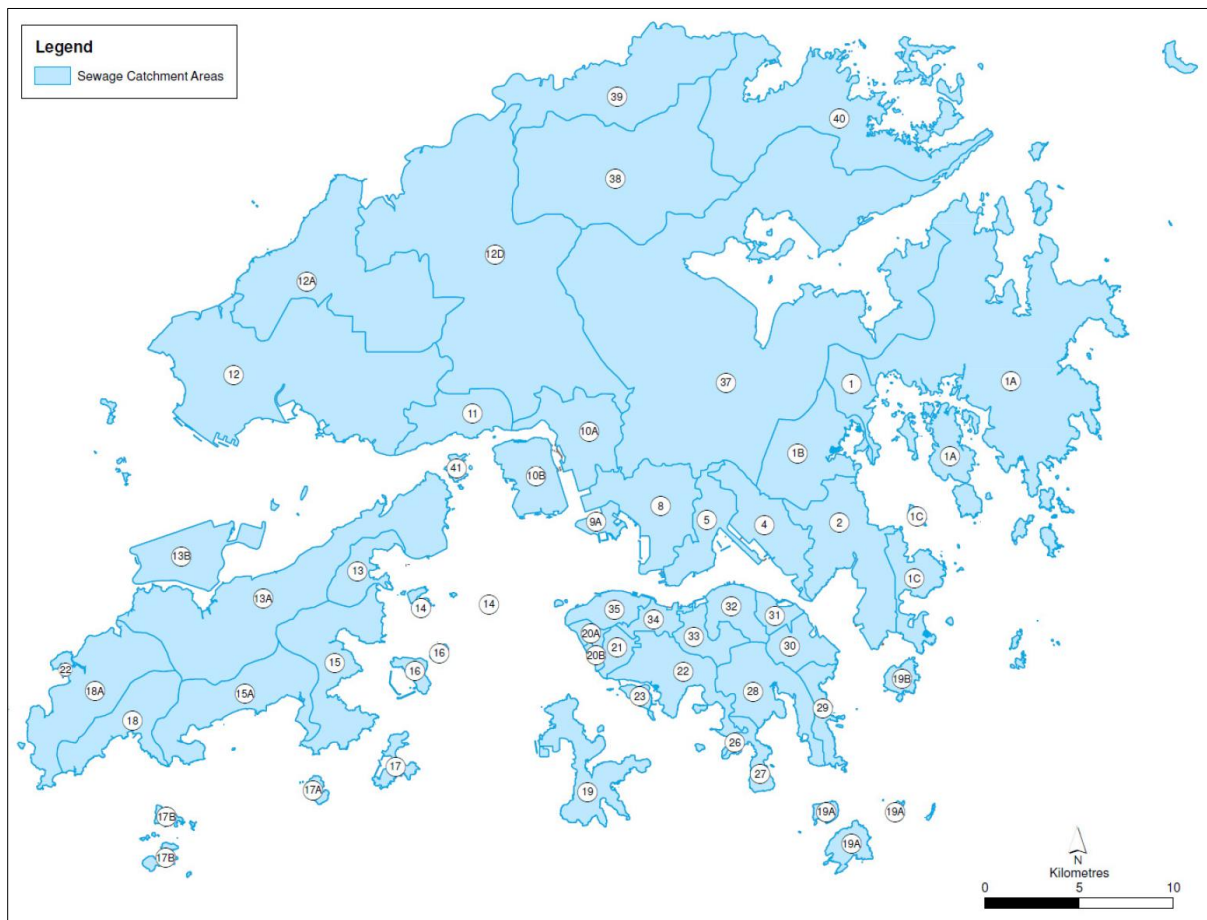 Legend
Sewage Catchment Areas
39
40
38
12D
12A
12
37
1
1A
11
10A
1B
1A
41
10B
8
9A
5
4
2
1C
13B
13
1C
13A
14
14
35
32
34
31
20A
33
21
30
20B
16
15
16
22
22
19B
18A
15A
23
28
29
18
26
17
27
17A
19
17B
19A
19A
19A
17B
N
Kilometres
0 5 10